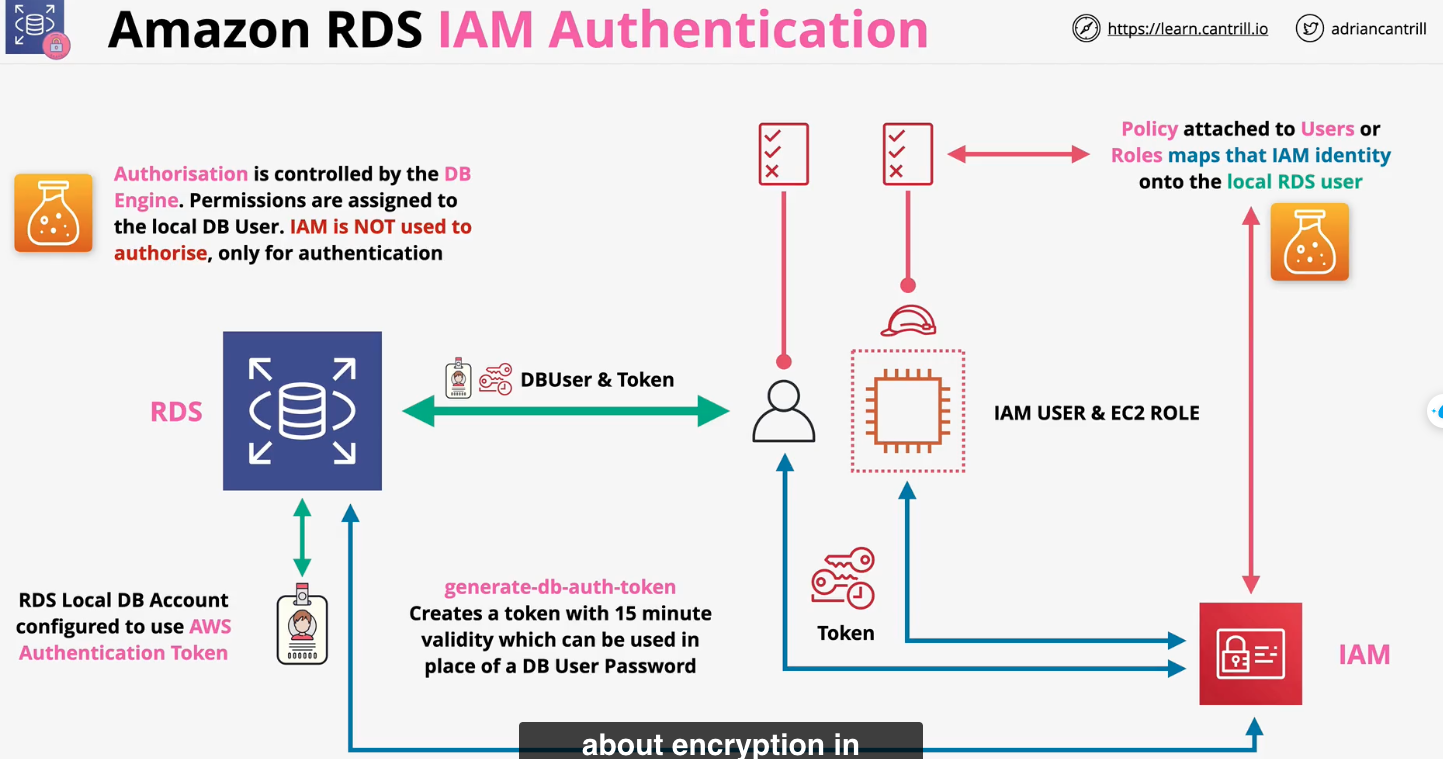 Amazon RDS IAM Authentication
https://learn.cantrill.io
adriancantrill
Policy attached to Users or
Roles maps that IAM identity
onto the local RDS user
Authorisation is controlled by the DB
Engine. Permissions are assigned to
the local DB User. IAM is NOT used to
authorise, only for authentication
DBUser & Token
RDS
IAM USER & EC2 ROLE
RDS Local DB Account
configured to use AWS
Authentication Token
generate-db-auth-token
Creates a token with 15 minute
validity which can be used in
place of a DB User Password
Token
IAM
about encryption in